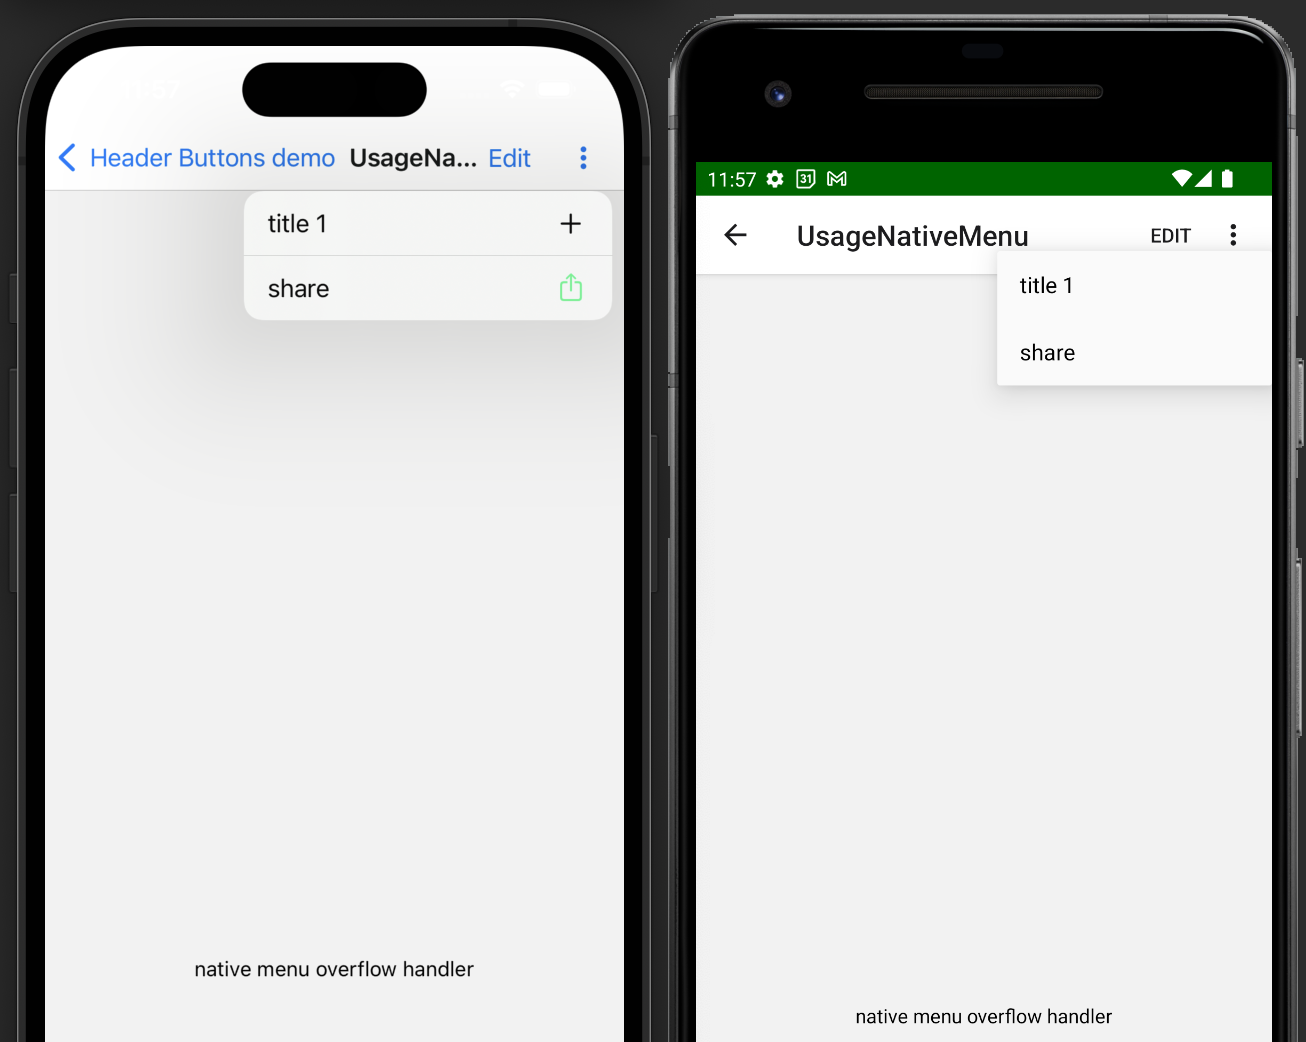 Header Buttons demo UsageNa... Edit
title 1
share
native menu overflow handler
11:57 31
UsageNativeMenu EDIT
title 1
share
native menu overflow handler